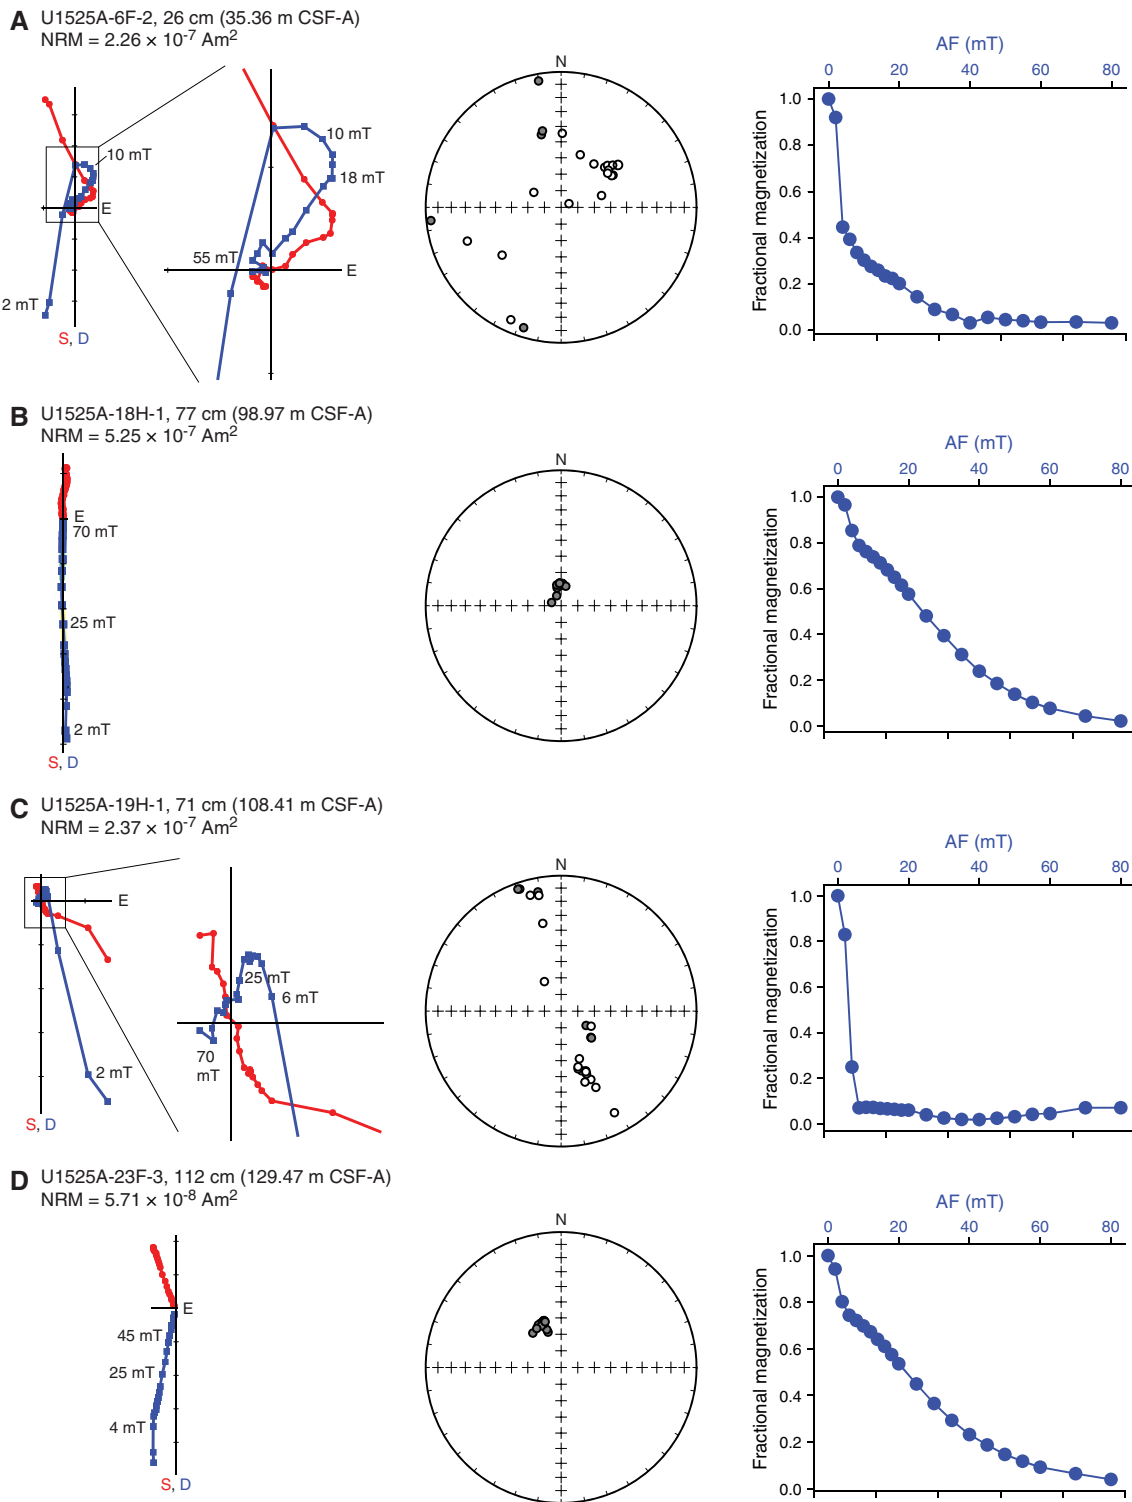 A U1525A-6F-2, 26 cm (35.36 m CSF-A)
NRM = 2.26 × 10⁻⁷ Am²
10 mT
E
2 mT
S, D
10 mT
18 mT
55 mT
E
N
AF (mT)
0 20 40 60 80
Fractional magnetization
1.0
0.8
0.6
0.4
0.2
0.0
B U1525A-18H-1, 77 cm (98.97 m CSF-A)
NRM = 5.25 × 10⁻⁷ Am²
E
70 mT
25 mT
2 mT
S, D
N
AF (mT)
0 20 40 60 80
Fractional magnetization
1.0
0.8
0.6
0.4
0.2
0.0
C U1525A-19H-1, 71 cm (108.41 m CSF-A)
NRM = 2.37 × 10⁻⁷ Am²
E
2 mT
S, D
25 mT
6 mT
70
mT
N
AF (mT)
0 20 40 60 80
Fractional magnetization
1.0
0.8
0.6
0.4
0.2
0.0
D U1525A-23F-3, 112 cm (129.47 m CSF-A)
NRM = 5.71 × 10⁻⁸ Am²
E
45 mT
25 mT
4 mT
S, D
N
AF (mT)
0 20 40 60 80
Fractional magnetization
1.0
0.8
0.6
0.4
0.2
0.0